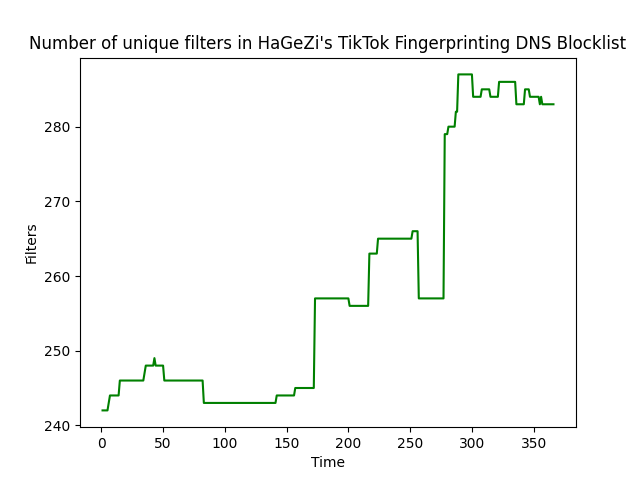 Number of unique filters in HaGeZi's TikTok Fingerprinting DNS Blocklist
Filters
280
270
260
250
240
0 50 100 150 200 250 300 350
Time